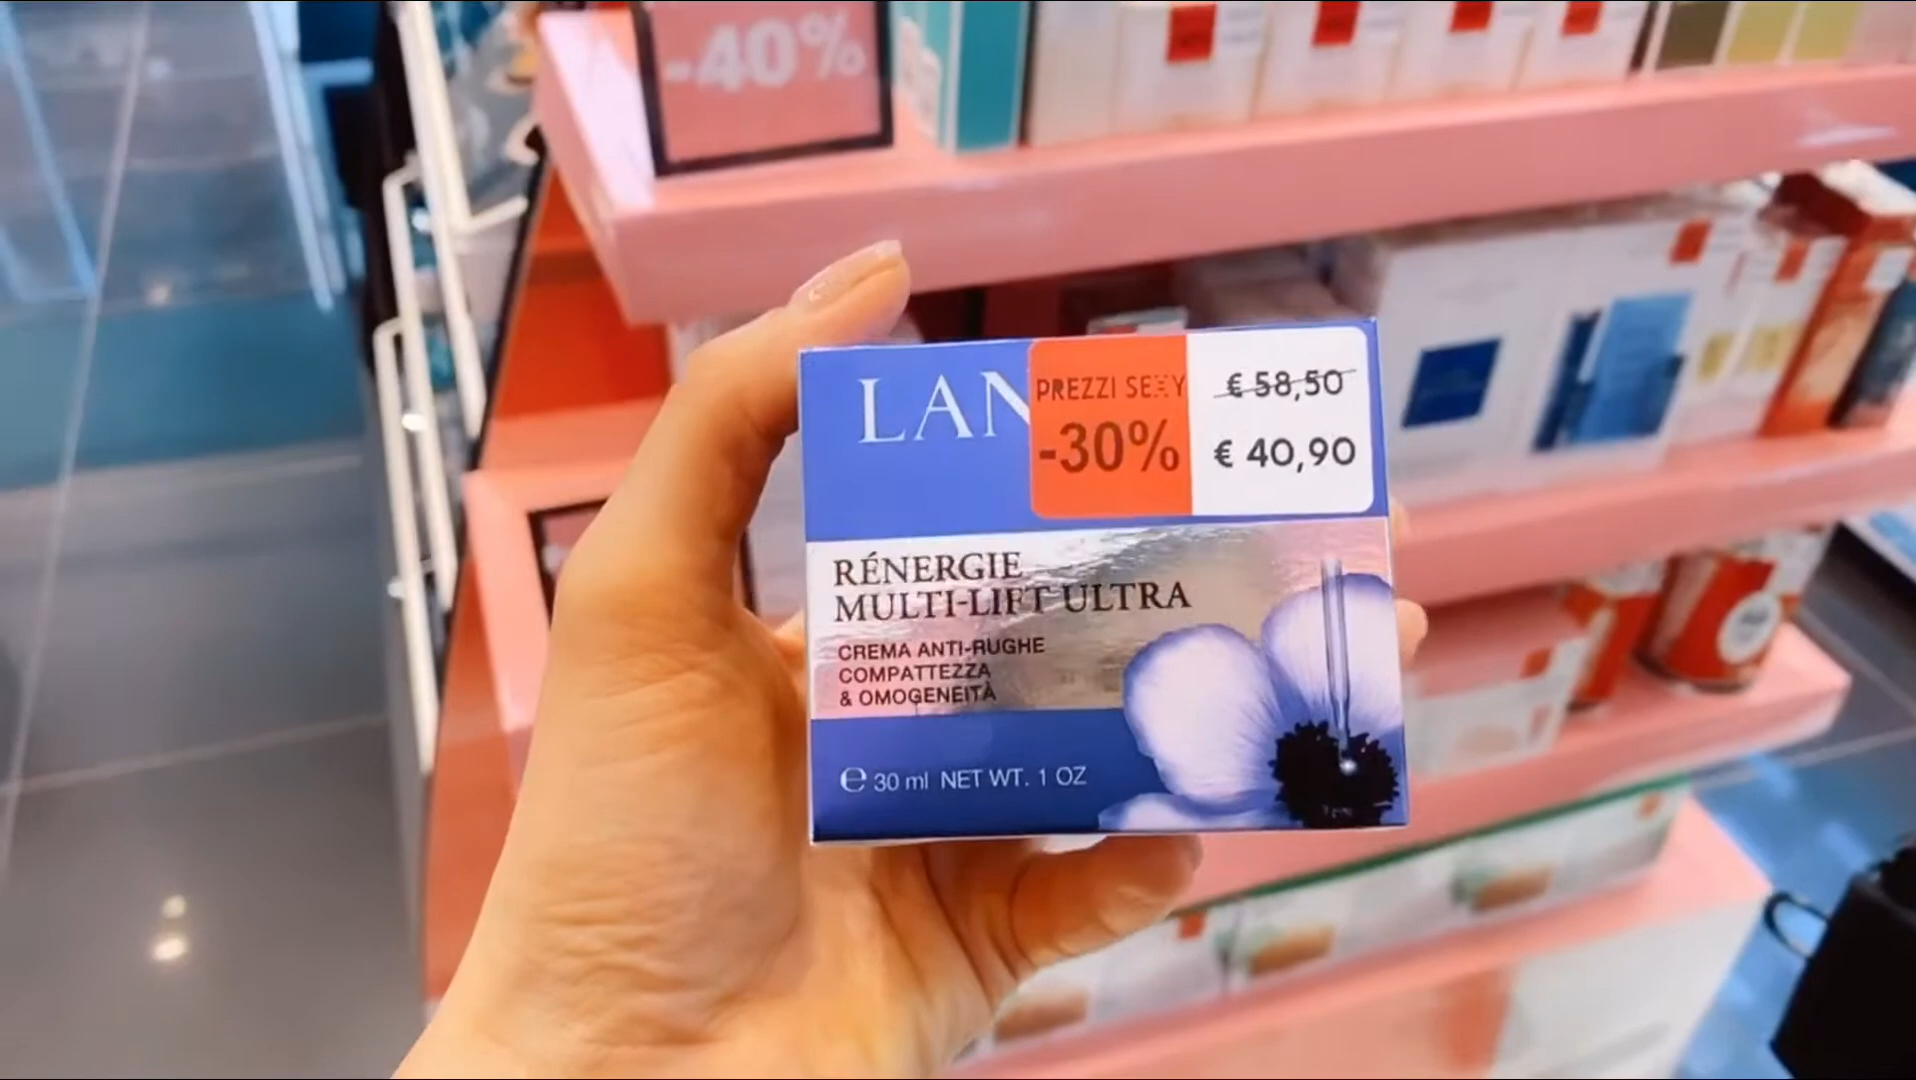 -40%
LAN
PREZZI SEXY
-30%
€ 58,50
€ 40,90
RÉNERGIE
MULTI-LIFT ULTRA
CREMA ANTI-RUGHE
COMPATTEZZA
& OMOGENEITÀ
℮ 30 ml NET WT. 1 OZ